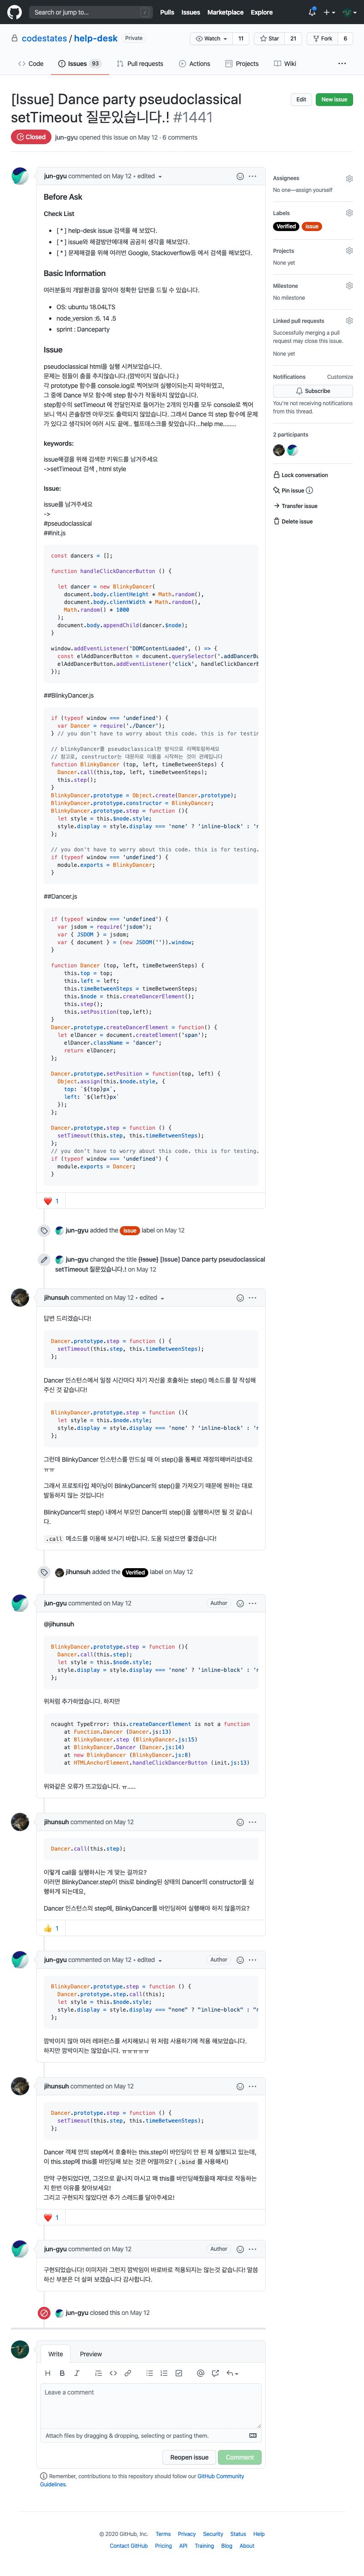 Search or jump to...
/
Pulls Issues Marketplace Explore
codestates / help-desk Private
Watch 11 Star 21 Fork 6
Code Issues 93 Pull requests Actions Projects Wiki
[Issue] Dance party pseudoclassical
setTimeout 질문있습니다.! #1441
Edit New issue
Closed jun-gyu opened this issue on May 12 · 6 comments
jun-gyu commented on May 12 • edited
Before Ask
Check List
[ * ] help-desk issue 검색을 해 보았다.
[ * ] issue와 해결방안에대해 곰곰히 생각을 해보았다.
[ * ] 문제해결을 위해 여러번 Google, Stackoverflow등 에서 검색을 해보았다.
Basic Information
여러분들의 개발환경을 알아야 정확한 답변을 드릴 수 있습니다.
OS: ubuntu 18.04LTS
node_version :6. 14 .5
sprint : Danceparty
Issue
pseudoclassical html을 실행 시켜보았습니다.
문제는 점들이 춤을 추지않습니다.(깜박이지 않습니다.)
각 prototype 함수를 console.log로 찍어보며 실행이되는지 파악하였고,
그 중에 Dance 부모 함수에 step 함수가 작동하지 않았습니다.
step함수의 setTimeout 에 전달인자로 들어가는 2개의 인자를 모두 console로 찍어
보니 역시 콘솔창엔 아무것도 출력되지 않았습니다. 그래서 Dance 의 step 함수에 문제
가 있다고 생각되어 여러 시도 끝에.. 헬프데스크를 찾았습니다...help me........
keywords:
issue해결을 위해 검색한 키워드를 남겨주세요
->setTimeout 검색 , html style
Issue:
issue를 남겨주세요
->
#pseudoclassical
##init.js
const dancers = [];
function handleClickDancerButton () {
let dancer = new BlinkyDancer(
document.body.clientHeight * Math.random(),
document.body.clientWidth * Math.random(),
Math.random() * 1000
);
document.body.appendChild(dancer.$node);
}
window.addEventListener('DOMContentLoaded', () => {
const elAddDancerButton = document.querySelector('.addDancerBu
elAddDancerButton.addEventListener('click', handleClickDancerB
});
##BlinkyDancer.js
if (typeof window === 'undefined') {
var Dancer = require('./Dancer');
} // you don't have to worry about this code. this is for testin
// blinkyDancer를 pseudoclassical한 방식으로 리팩토링하세요
// 참고로, constructor는 대문자로 이름을 시작하는 것이 관례입니다
function BlinkyDancer (top, left, timeBetweenSteps) {
Dancer.call(this,top, left, timeBetweenSteps);
this.step();
}
BlinkyDancer.prototype = Object.create(Dancer.prototype);
BlinkyDancer.prototype.constructor = BlinkyDancer;
BlinkyDancer.prototype.step = function (){
let style = this.$node.style;
style.display = style.display === 'none' ? 'inline-block' : 'n
};
// you don't have to worry about this code. this is for testing.
if (typeof window === 'undefined') {
module.exports = BlinkyDancer;
}
##Dancer.js
if (typeof window === 'undefined') {
var jsdom = require('jsdom');
var { JSDOM } = jsdom;
var { document } = (new JSDOM('')).window;
}
function Dancer (top, left, timeBetweenSteps) {
this.top = top;
this.left = left;
this.timeBetweenSteps = timeBetweenSteps;
this.$node = this.createDancerElement();
this.step();
this.setPosition(top,left);
}
Dancer.prototype.createDancerElement = function() {
let elDancer = document.createElement('span');
elDancer.className = 'dancer';
return elDancer;
};
Dancer.prototype.setPosition = function(top, left) {
Object.assign(this.$node.style, {
top: `${top}px`,
left: `${left}px`
});
};
Dancer.prototype.step = function () {
setTimeout(this.step, this.timeBetweenSteps);
};
// you don't have to worry about this code. this is for testing.
if (typeof window === 'undefined') {
module.exports = Dancer;
}
1
jun-gyu added the issue label on May 12
jun-gyu changed the title [Issue] [Issue] Dance party pseudoclassical
setTimeout 질문있습니다.! on May 12
jihunsuh commented on May 12 • edited
답변 드리겠습니다!
Dancer.prototype.step = function () {
setTimeout(this.step, this.timeBetweenSteps);
};
Dancer 인스턴스에서 일정 시간마다 자기 자신을 호출하는 step() 메소드를 잘 작성해
주신 것 같습니다!
BlinkyDancer.prototype.step = function (){
let style = this.$node.style;
style.display = style.display === 'none' ? 'inline-block' : 'n
};
그런데 BlinkyDancer 인스턴스를 만드실 때 이 step()을 통째로 재정의해버리셨네요
ㅠㅠ
그래서 프로토타입 체이닝이 BlinkyDancer의 step()을 가져오기 때문에 원하는 대로
발동하지 않는 것입니다!
BlinkyDancer의 step() 내에서 부모인 Dancer의 step()을 실행하시면 될 것 같습니
다.
.call 메소드를 이용해 보시기 바랍니다. 도움 되셨으면 좋겠습니다!
jihunsuh added the Verified label on May 12
jun-gyu commented on May 12 Author
@jihunsuh
BlinkyDancer.prototype.step = function (){
Dancer.call(this.step);
let style = this.$node.style;
style.display = style.display === 'none' ? 'inline-block' : 'n
};
위처럼 추가하였습니다. 하지만
ncaught TypeError: this.createDancerElement is not a function
at Function.Dancer (Dancer.js:13)
at BlinkyDancer.step (BlinkyDancer.js:15)
at BlinkyDancer.Dancer (Dancer.js:14)
at new BlinkyDancer (BlinkyDancer.js:8)
at HTMLAnchorElement.handleClickDancerButton (init.js:13)
위와같은 오류가 뜨고있습니다. ㅠ.....
jihunsuh commented on May 12
Dancer.call(this.step);
이렇게 call을 실행하시는 게 맞는 걸까요?
이러면 BlinkyDancer.step이 this로 binding된 상태의 Dancer의 constructor을 실
행하게 되는데요,
Dancer 인스턴스의 step에, BlinkyDancer를 바인딩하여 실행해야 하지 않을까요?
1
jun-gyu commented on May 12 • edited Author
BlinkyDancer.prototype.step = function () {
Dancer.prototype.step.call(this);
let style = this.$node.style;
style.display = style.display === "none" ? "inline-block" : "n
};
깜박이지 않아 여러 레퍼런스를 서치해보니 위 처럼 사용하기에 적용 해보았습니다.
하지만 깜박이지는 않았습니다. ㅠㅠㅠㅠㅠ
jihunsuh commented on May 12
Dancer.prototype.step = function () {
setTimeout(this.step, this.timeBetweenSteps);
};
Dancer 객체 안의 step에서 호출하는 this.step이 바인딩이 안 된 채 실행되고 있는데,
이 this.step에 this를 바인딩해 보는 것은 어떨까요? ( .bind 를 사용해서)
만약 구현되었다면, 그것으로 끝나지 마시고 왜 this를 바인딩해줬을때 제대로 작동하는
지 한번 이유를 찾아보세요!
그리고 구현되지 않았다면 추가 스레드를 달아주세요!
1
jun-gyu commented on May 12 Author
구현되었습니다! 이미지라 그런지 깜박임이 바로바로 적용되지는 않는것 같습니다! 말씀
하신 부분은 더 살펴 보겠습니다 감사합니다.
jun-gyu closed this on May 12
Write Preview
Leave a comment
Attach files by dragging & dropping, selecting or pasting them.
Reopen issue Comment
Remember, contributions to this repository should follow our GitHub Community
Guidelines.
Assignees
No one—assign yourself
Labels
Verified issue
Projects
None yet
Milestone
No milestone
Linked pull requests
Successfully merging a pull
request may close this issue.
None yet
Notifications Customize
Subscribe
You're not receiving notifications
from this thread.
2 participants
Lock conversation
Pin issue
Transfer issue
Delete issue
© 2020 GitHub, Inc. Terms Privacy Security Status Help
Contact GitHub Pricing API Training Blog About